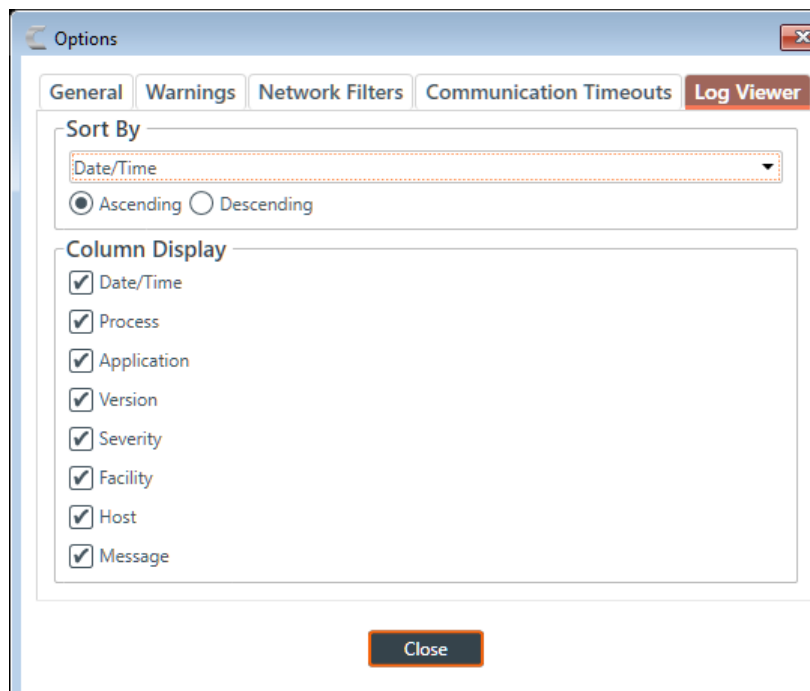 Options
General Warnings Network Filters Communication Timeouts Log Viewer
Sort By
Date/Time
Ascending Descending
Column Display
Date/Time
Process
Application
Version
Severity
Facility
Host
Message
Close